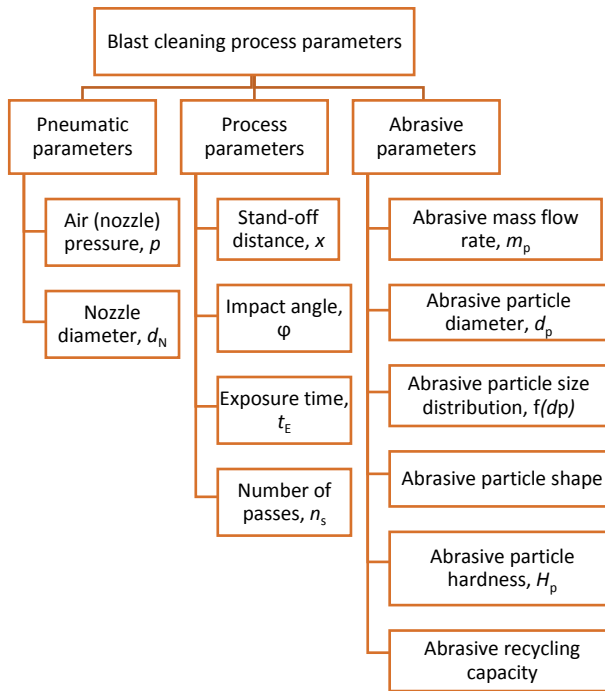 Blast cleaning process parameters
Pneumatic
parameters
Air (nozzle)
pressure, p
Nozzle
diameter, dN
Process
parameters
Stand-off
distance, x
Impact angle,
φ
Exposure time,
tE
Number of
passes, ns
Abrasive
parameters
Abrasive mass flow
rate, mp
Abrasive particle
diameter, dp
Abrasive particle size
distribution, f(dp)
Abrasive particle shape
Abrasive particle
hardness, Hp
Abrasive recycling
capacity